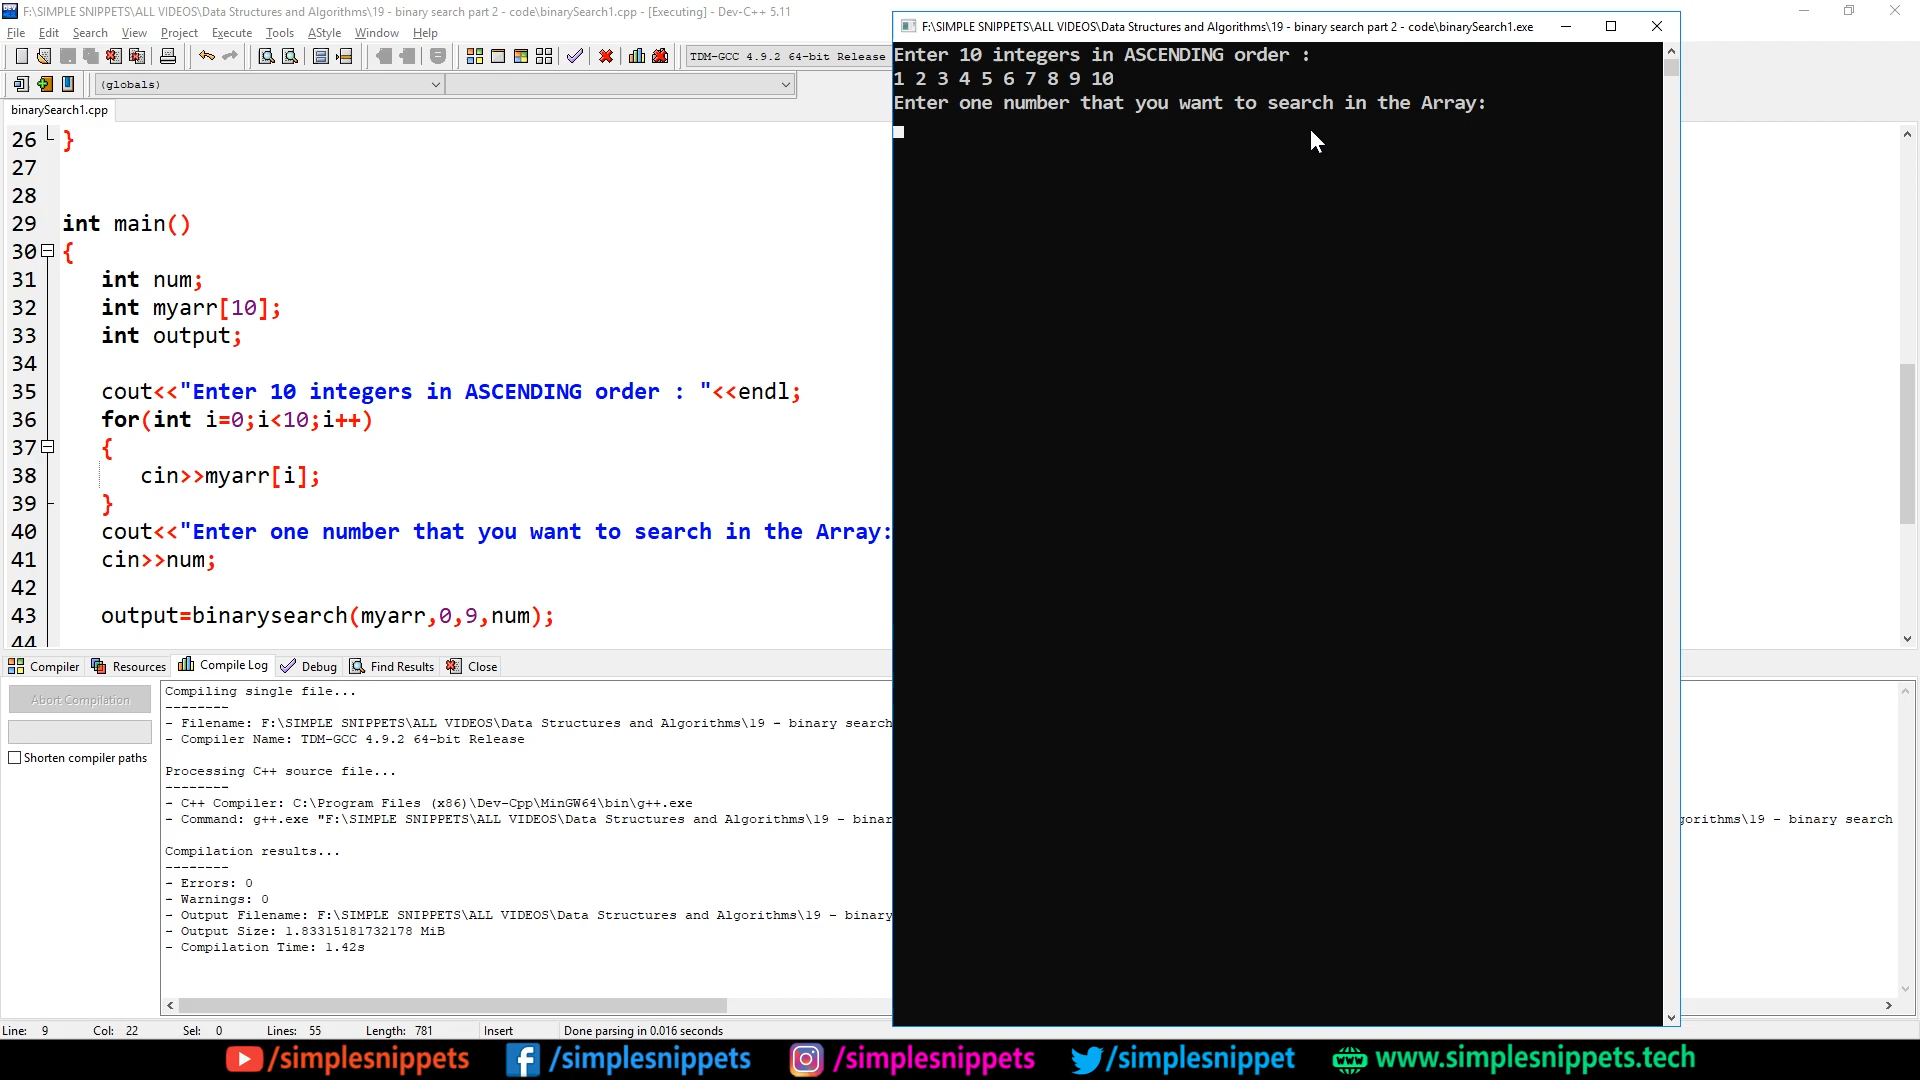 F:\SIMPLE SNIPPETS\ALL VIDEOS\Data Structures and Algorithms\19 - binary search part 2 - code\binarySearch1.cpp - [Executing] - Dev-C++ 5.11
File Edit Search View Project Execute Tools AStyle Window Help
TDM-GCC 4.9.2 64-bit Release
(globals)
binarySearch1.cpp
26 }
27
28
29 int main()
30 {
31 int num;
32 int myarr[10];
33 int output;
34
35 cout<<"Enter 10 integers in ASCENDING order : "<<endl;
36 for(int i=0;i<10;i++)
37 {
38 cin>>myarr[i];
39 }
40 cout<<"Enter one number that you want to search in the Array:
41 cin>>num;
42
43 output=binarysearch(myarr,0,9,num);
44
F:\SIMPLE SNIPPETS\ALL VIDEOS\Data Structures and Algorithms\19 - binary search part 2 - code\binarySearch1.exe
Enter 10 integers in ASCENDING order :
1 2 3 4 5 6 7 8 9 10
Enter one number that you want to search in the Array:
Compiler Resources Compile Log Debug Find Results Close
Abort Compilation
Shorten compiler paths
Compiling single file...
--------
- Filename: F:\SIMPLE SNIPPETS\ALL VIDEOS\Data Structures and Algorithms\19 - binary search
- Compiler Name: TDM-GCC 4.9.2 64-bit Release
Processing C++ source file...
--------
- C++ Compiler: C:\Program Files (x86)\Dev-Cpp\MinGW64\bin\g++.exe
- Command: g++.exe "F:\SIMPLE SNIPPETS\ALL VIDEOS\Data Structures and Algorithms\19 - binar
gorithms\19 - binary search
Compilation results...
--------
- Errors: 0
- Warnings: 0
- Output Filename: F:\SIMPLE SNIPPETS\ALL VIDEOS\Data Structures and Algorithms\19 - binary
- Output Size: 1.83315181732178 MiB
- Compilation Time: 1.42s
Line: 9 Col: 22 Sel: 0 Lines: 55 Length: 781 Insert Done parsing in 0.016 seconds
/simplesnippets /simplesnippets /simplesnippets /simplesnippets www.simplesnippets.tech